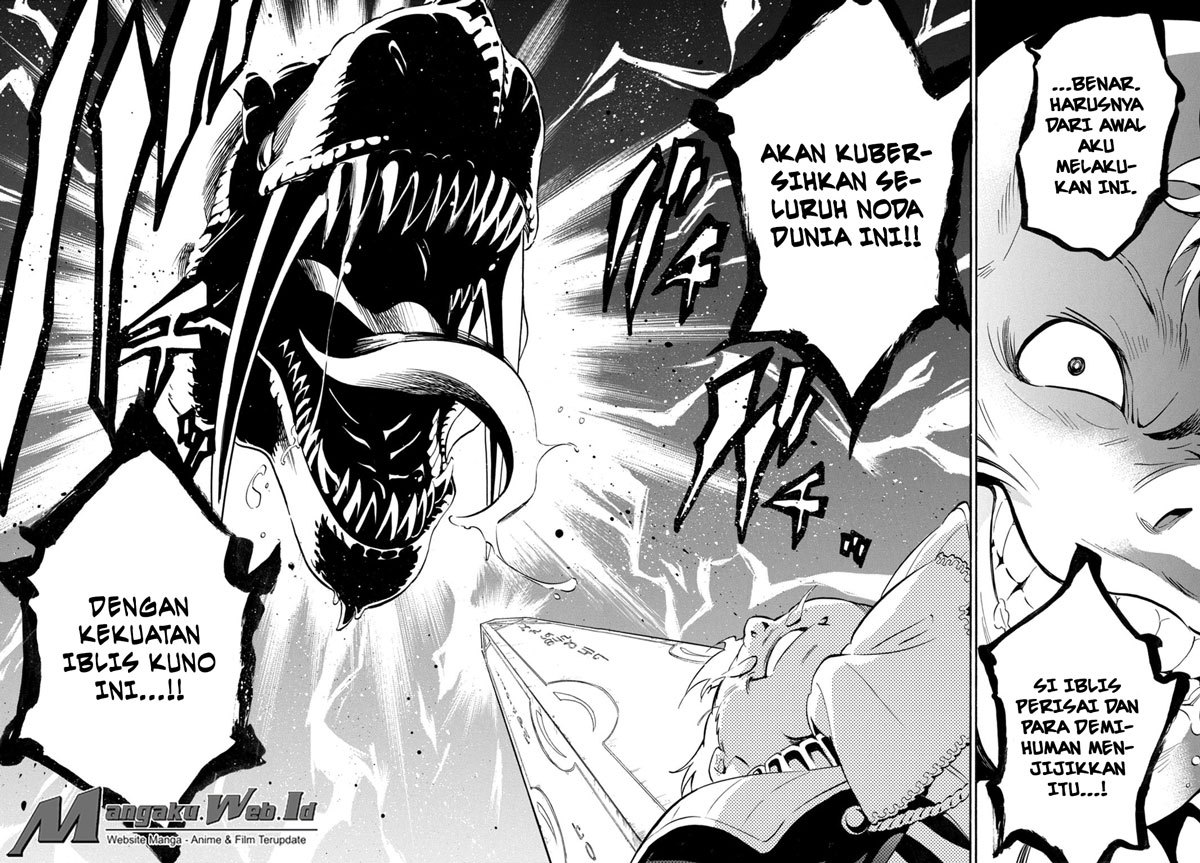 ...BENAR.
HARUSNYA
DARI AWAL
AKU
MELAKU-
KAN INI.
SI IBLIS
PERISAI DAN
PARA DEMI-
HUMAN MEN-
JIJIKKAN
ITU...!
AKAN KUBER-
SIHKAN SE-
LURUH NODA
DUNIA INI!!
DENGAN
KEKUATAN
IBLIS KUNO
INI...!!
Mangaku.Web.Id
Website Manga - Anime & Film Terupdate